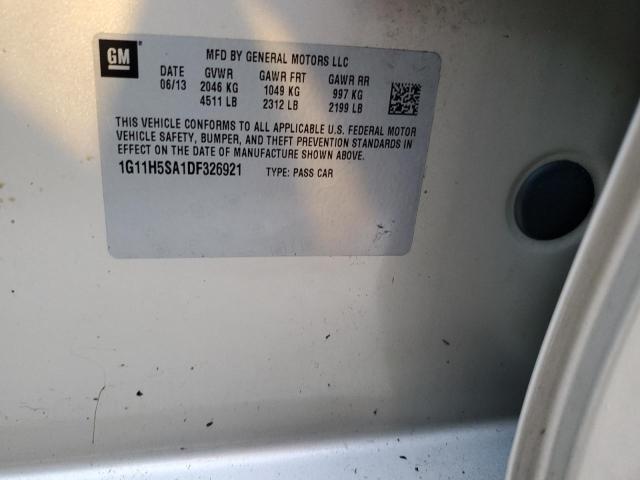 GM
MFD BY GENERAL MOTORS LLC
DATE GVWR GAWR FRT GAWR RR
06/13 2046 KG 1049 KG 997 KG
4511 LB 2312 LB 2199 LB
THIS VEHICLE CONFORMS TO ALL APPLICABLE U.S. FEDERAL MOTOR
VEHICLE SAFETY, BUMPER, AND THEFT PREVENTION STANDARDS IN
EFFECT ON THE DATE OF MANUFACTURE SHOWN ABOVE.
1G11H5SA1DF326921 TYPE: PASS CAR